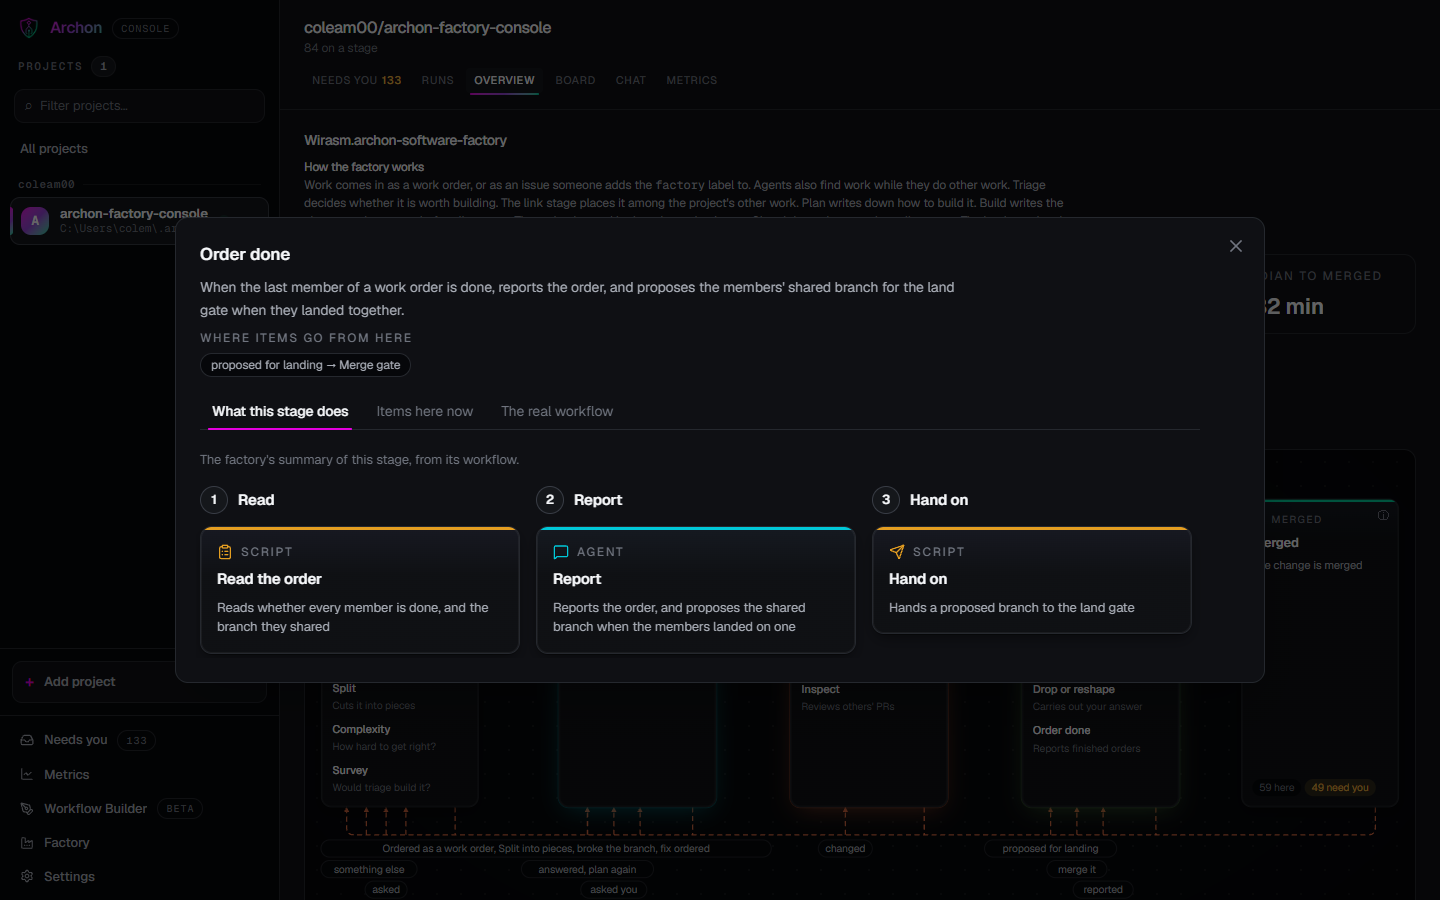 Archon
CONSOLE
PROJECTS 1
Filter projects...
All projects
coleam00
archon-factory-console
A
C:\Users\colem\.ar
Add project
Needs you 133
Metrics
Workflow Builder BETA
Factory
Settings
coleam00/archon-factory-console
84 on a stage
NEEDS YOU 133
RUNS
OVERVIEW
BOARD
CHAT
METRICS
Wirasm.archon-software-factory
How the factory works
Work comes in as a work order, or as an issue someone adds the factory label to. Agents also find work while they do other work. Triage
decides whether it is worth building. The link stage places it among the project's other work. Plan writes down how to build it. Build writes the
DIAN TO MERGED
32 min
Order done
When the last member of a work order is done, reports the order, and proposes the members' shared branch for the land
gate when they landed together.
WHERE ITEMS GO FROM HERE
proposed for landing → Merge gate
What this stage does
Items here now
The real workflow
The factory's summary of this stage, from its workflow.
1 Read
SCRIPT
Read the order
Reads whether every member is done, and the
branch they shared
2 Report
AGENT
Report
Reports the order, and proposes the shared
branch when the members landed on one
3 Hand on
SCRIPT
Hand on
Hands a proposed branch to the land gate
MERGED
erged
e change is merged
59 here
49 need you
Split
Cuts it into pieces
Complexity
How hard to get right?
Survey
Would triage build it?
Inspect
Reviews others' PRs
Drop or reshape
Carries out your answer
Order done
Reports finished orders
Ordered as a work order, Split into pieces, broke the branch, fix ordered
changed
proposed for landing
something else
answered, plan again
merge it
asked
asked you
reported